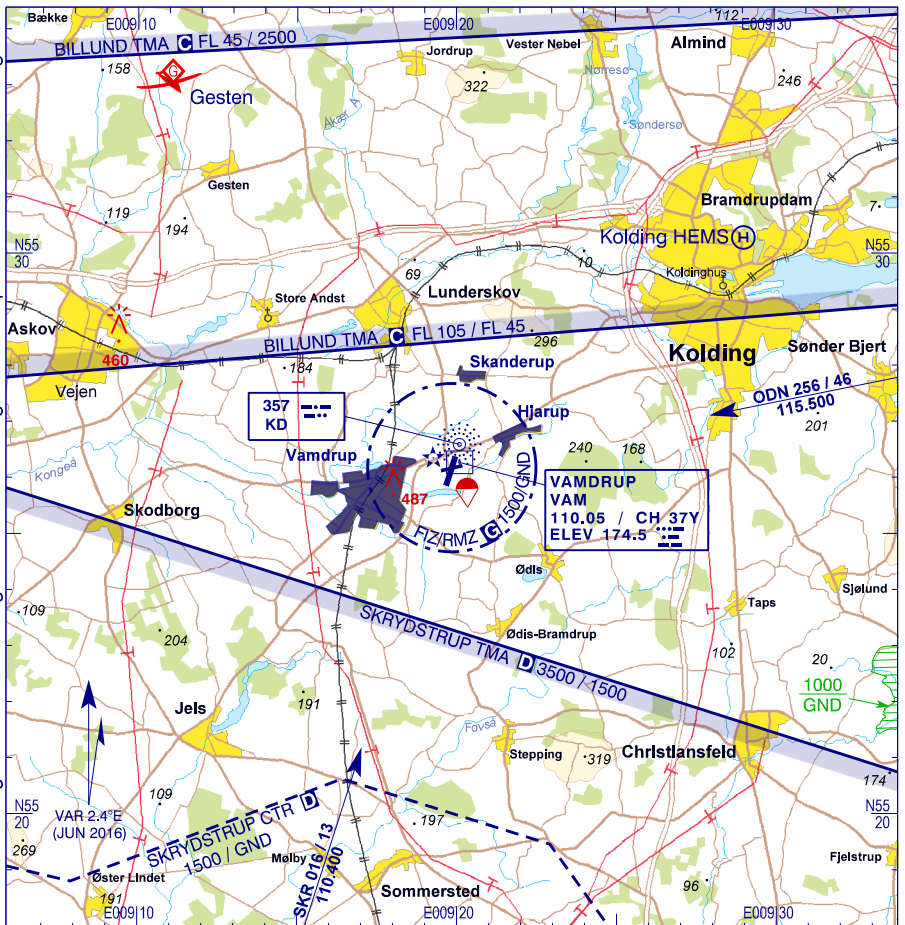 E009 10
E009 20
E009 30
Bække
112
BILLUND TMA C FL 45 / 2500
158
G
Gesten
Jordrup
Vester Nebel
Almind
322
Nørresø
246
Åkær Å
Søndersø
Gesten
119
194
Bramdrupdam
7
Kolding HEMS H
N55
30
N55
30
69
10
Koldinghus
Store Andst
Lunderskov
Askov
460
BILLUND TMA C FL 105 / FL 45
296
184
Kolding
Sønder Bjert
Vejen
Skanderup
ODN 256 / 46
115.500
201
357
KD
Hjarup
Vamdrup
240
168
Kongeå
487
VAMDRUP
VAM
110.05 / CH 37Y
ELEV 174.5
FIZ/RMZ G 1500/GND
Skodborg
Ødis
Sjølund
109
Taps
204
SKRYDSTRUP TMA D 3500 / 1500
Ødis-Bramdrup
102
20
1000
GND
191
Jels
Fovså
Stepping
319
Christiansfeld
174
109
VAR 2.4°E
(JUN 2016)
N55
20
N55
20
197
269
SKRYDSTRUP CTR D
1500 / GND
SKR 016 / 13
110.400
Mølby
Øster Lindet
191
Sommersted
96
Fjelstrup
E009 10
E009 20
E009 30